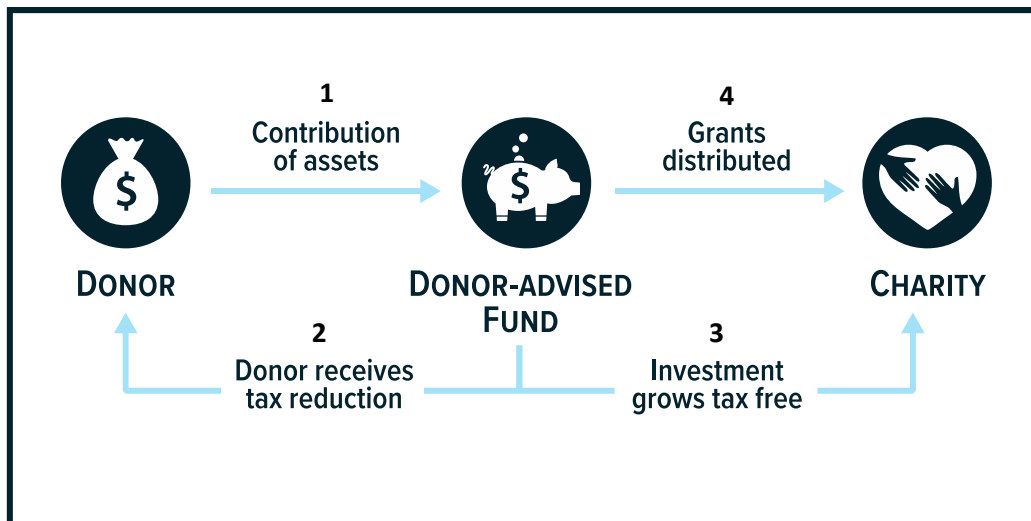 1
Contribution
of assets
4
Grants
distributed
$
$
DONOR
DONOR-ADVISED
FUND
CHARITY
2
Donor receives
tax reduction
3
Investment
grows tax free